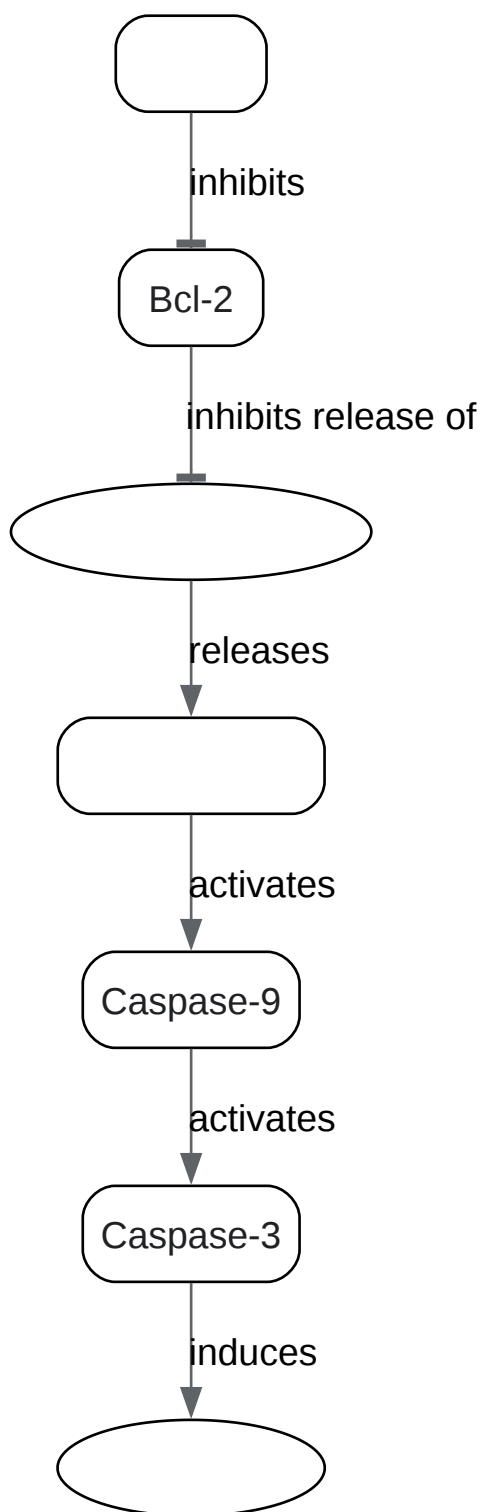 inhibits
Bcl-2
inhibits release of
releases
activates
Caspase-9
activates
Caspase-3
induces